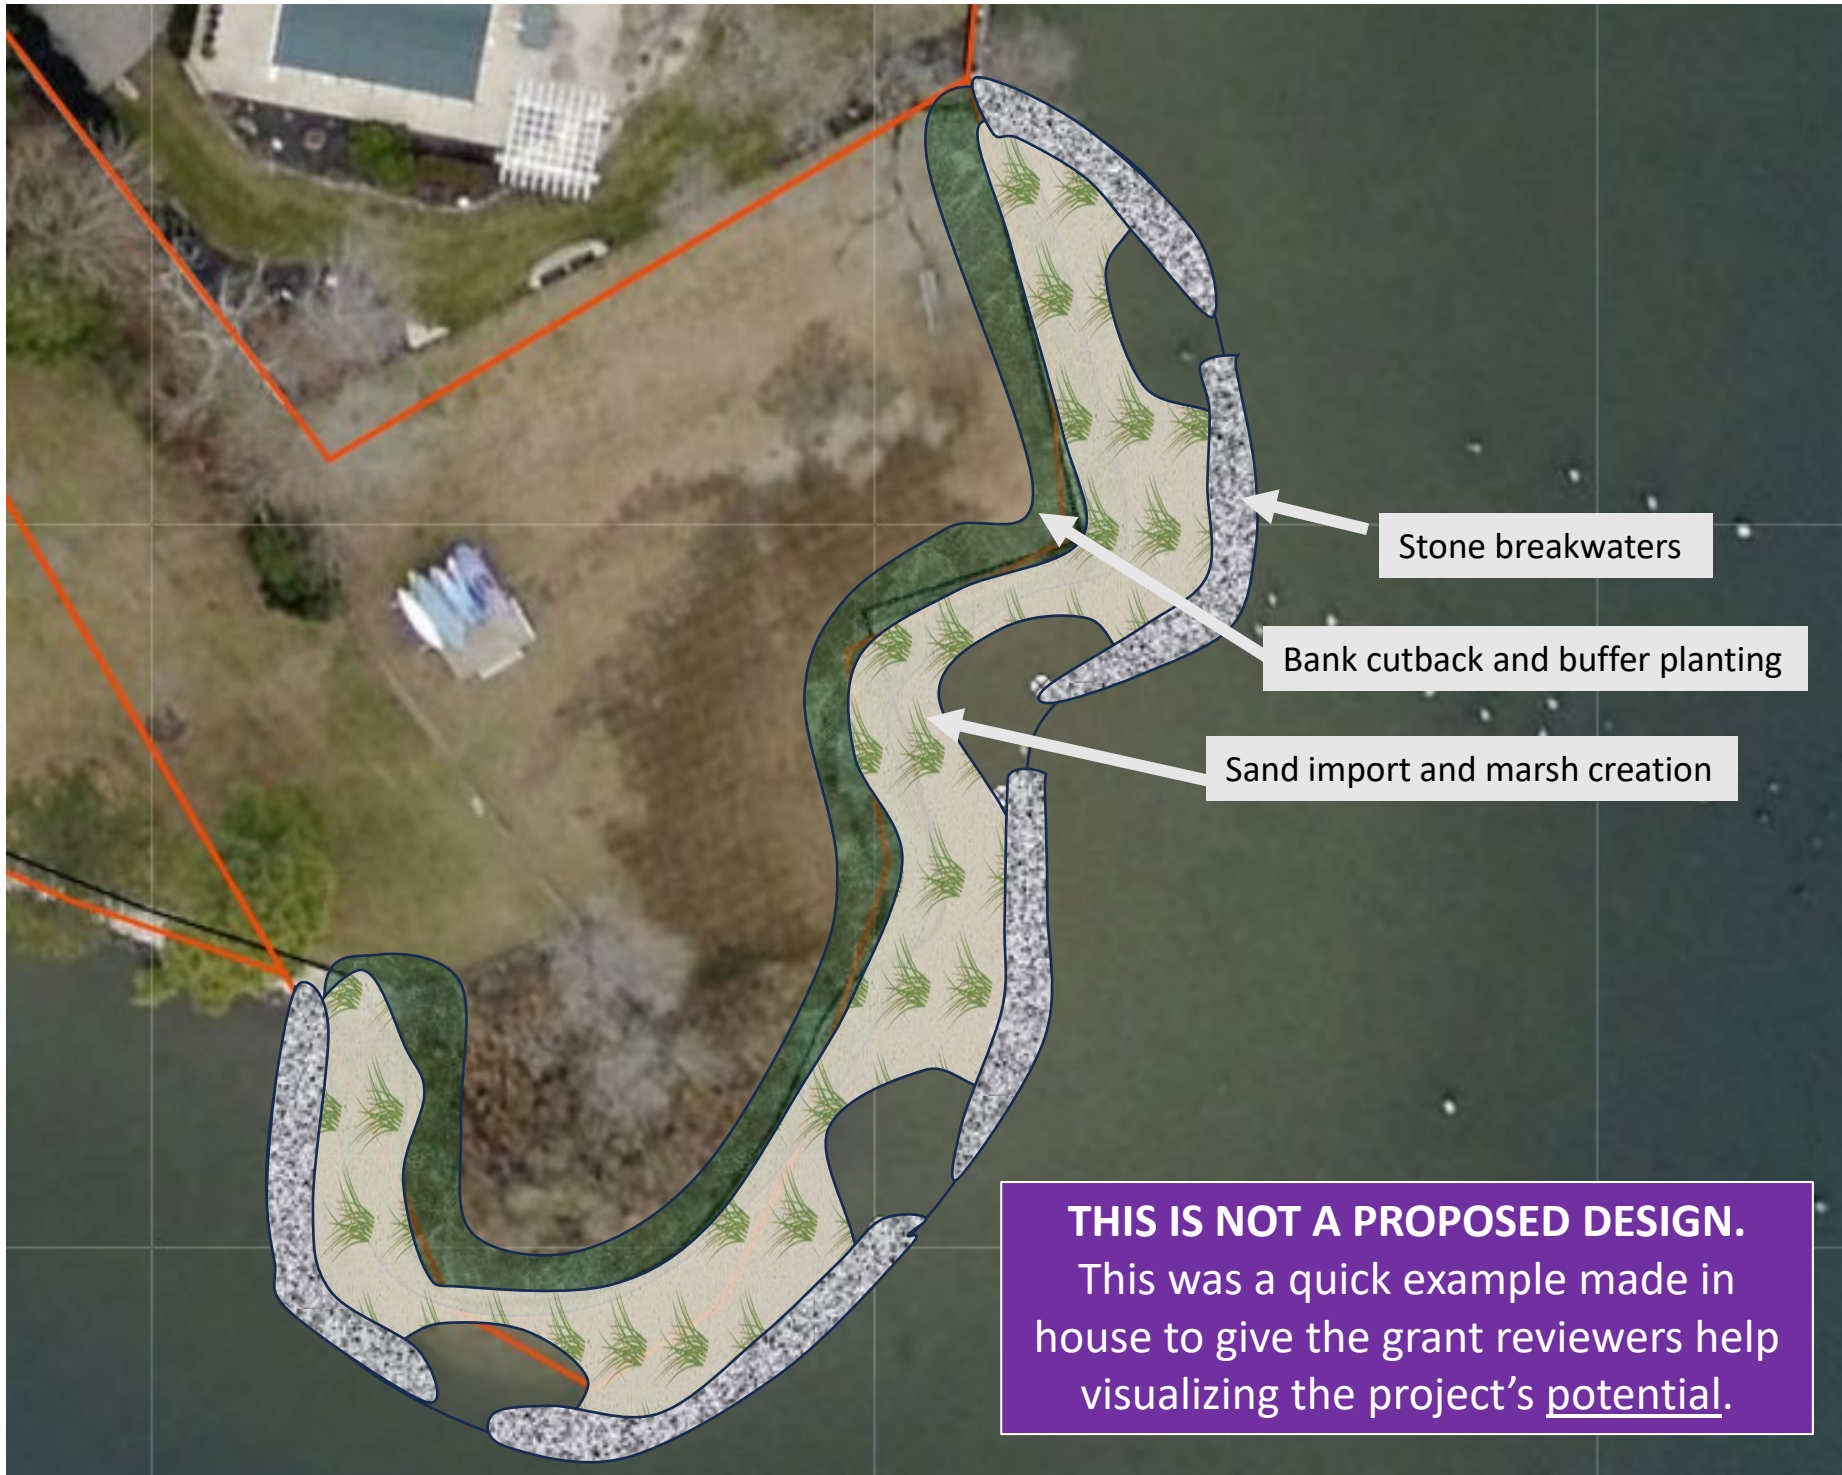 Stone breakwaters
Bank cutback and buffer planting
Sand import and marsh creation
THIS IS NOT A PROPOSED DESIGN.
This was a quick example made in
house to give the grant reviewers help
visualizing the project’s potential.